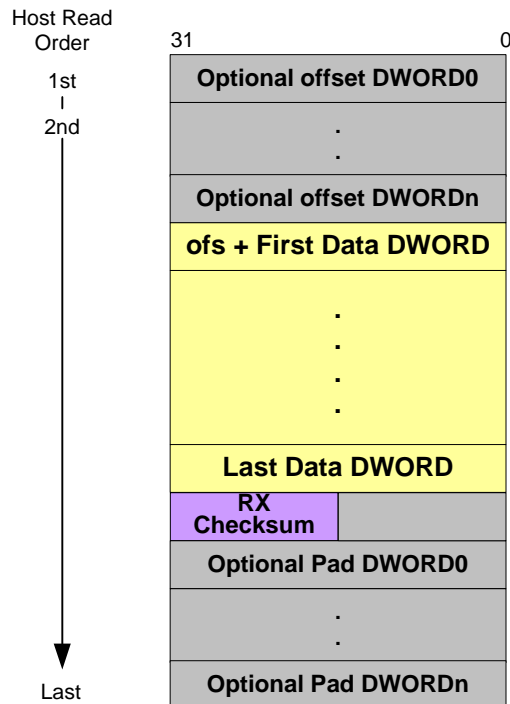 Host Read
Order
31 0
1st
2nd
Optional offset DWORD0
.
.
Optional offset DWORDn
ofs + First Data DWORD
.
.
.
.
Last Data DWORD
RX
Checksum
Optional Pad DWORD0
.
.
Optional Pad DWORDn
Last